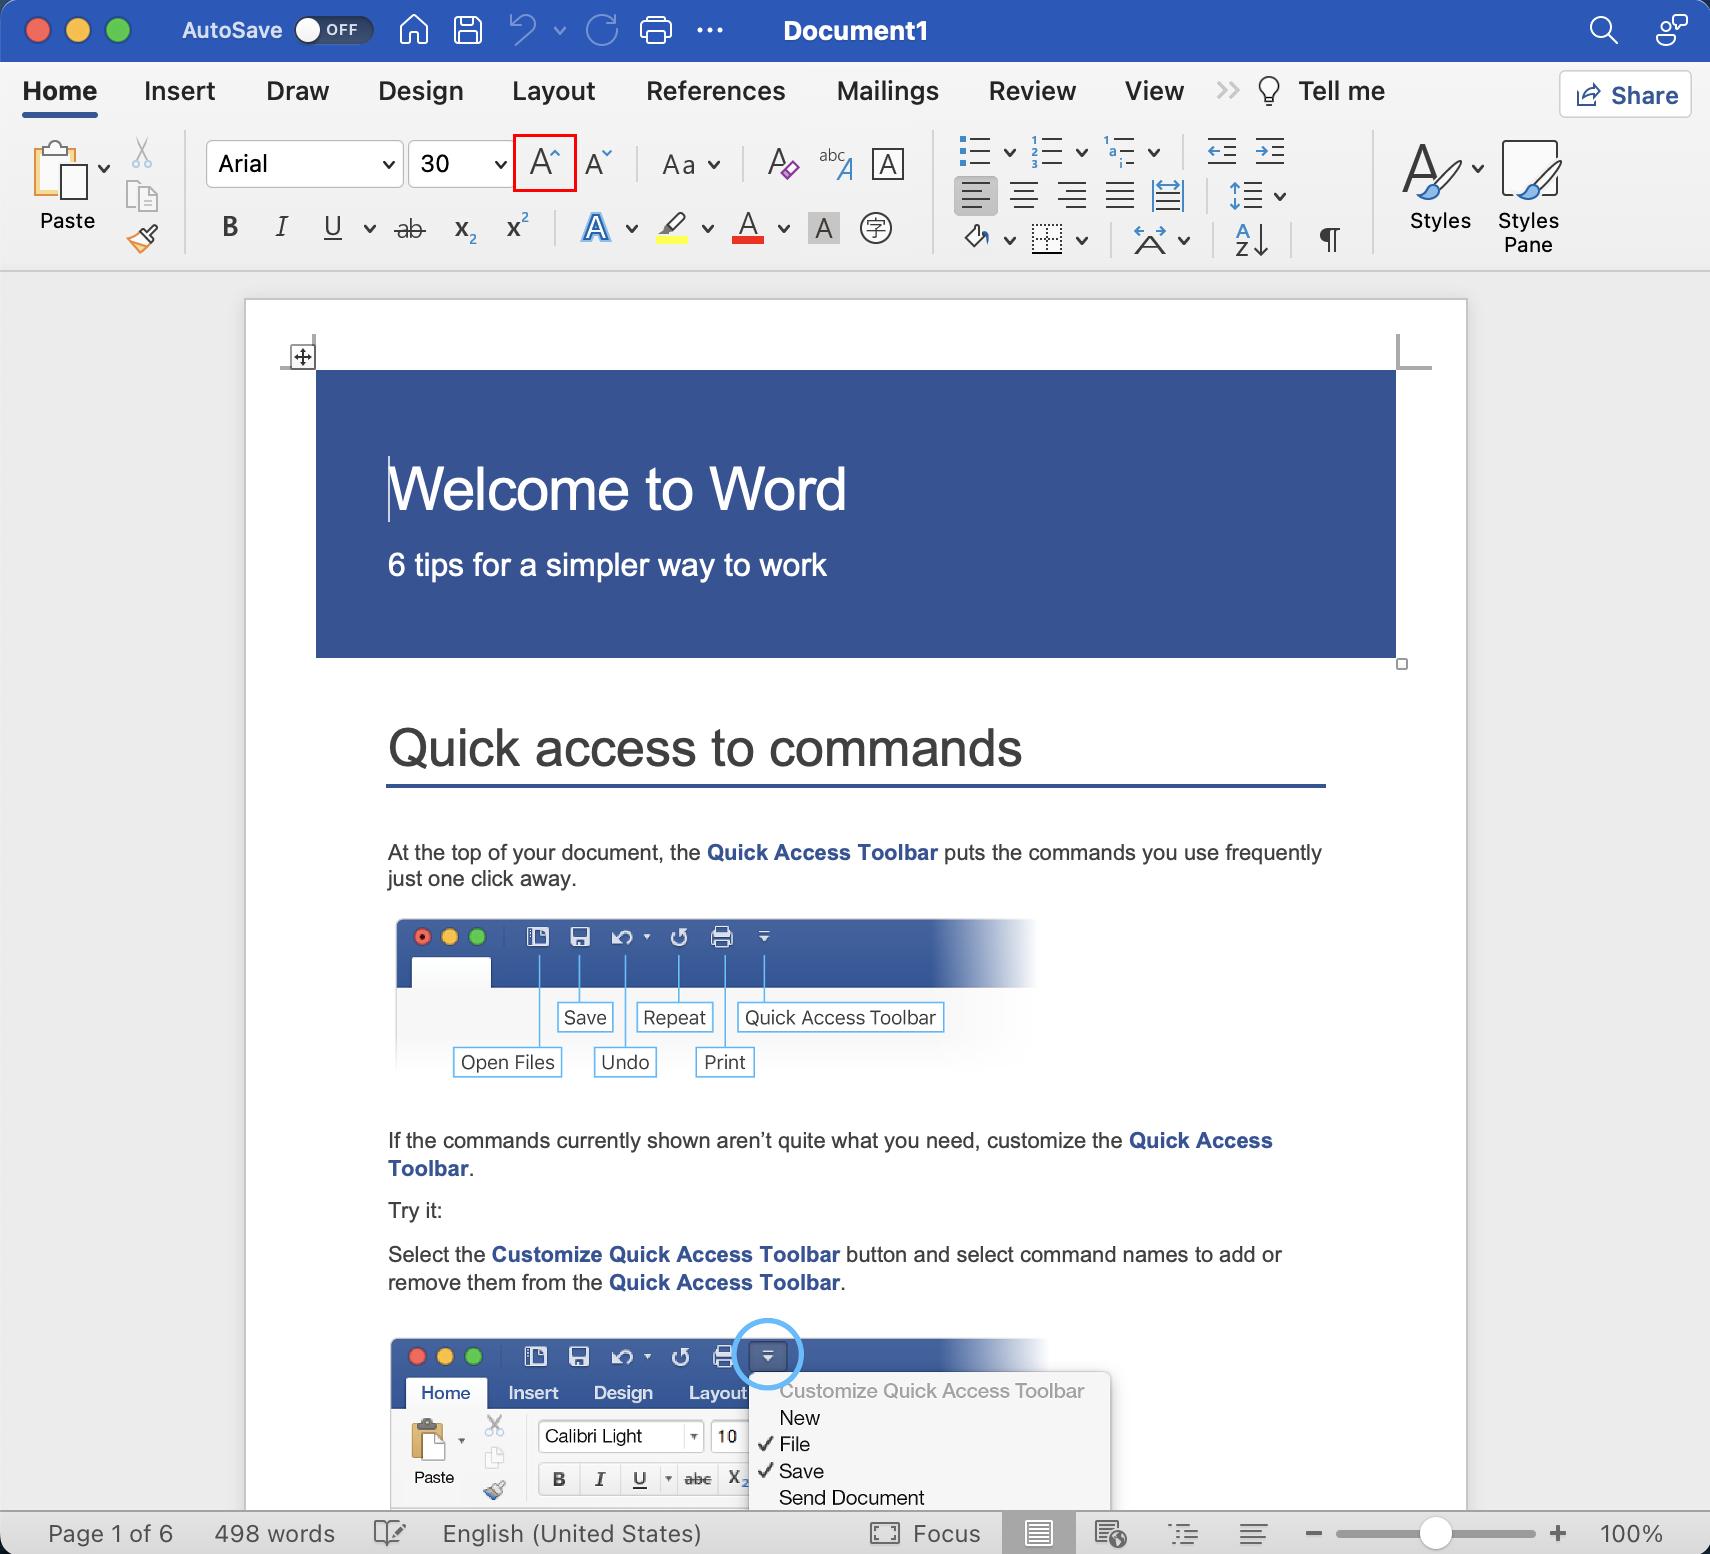 AutoSave OFF Document1
Home Insert Draw Design Layout References Mailings Review View Tell me Share
Arial 30 Aa abc A A
Paste B I U ab x2 x2 A A A 字 A Z Styles Styles Pane
Welcome to Word
6 tips for a simpler way to work
Quick access to commands
At the top of your document, the Quick Access Toolbar puts the commands you use frequently
just one click away.
Save Repeat Quick Access Toolbar
Open Files Undo Print
If the commands currently shown aren’t quite what you need, customize the Quick Access
Toolbar.
Try it:
Select the Customize Quick Access Toolbar button and select command names to add or
remove them from the Quick Access Toolbar.
Home Insert Design Layout
Customize Quick Access Toolbar
New
Calibri Light 10
File
Paste B I U abc X2
Save
Send Document
Page 1 of 6 498 words English (United States) Focus 100%